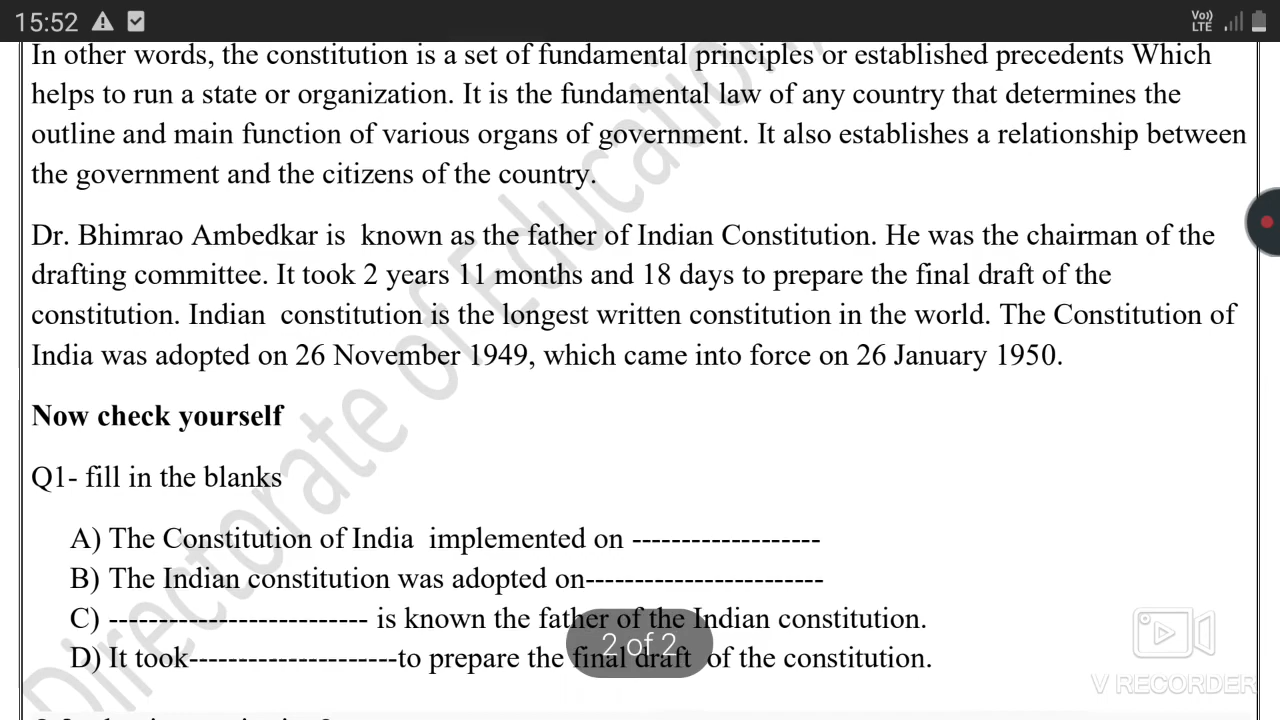 15:52
Vo))
LTE
In other words, the constitution is a set of fundamental principles or established precedents Which
helps to run a state or organization. It is the fundamental law of any country that determines the
outline and main function of various organs of government. It also establishes a relationship between
the government and the citizens of the country.
Dr. Bhimrao Ambedkar is  known as the father of Indian Constitution. He was the chairman of the
drafting committee. It took 2 years 11 months and 18 days to prepare the final draft of the
constitution. Indian  constitution is the longest written constitution in the world. The Constitution of
India was adopted on 26 November 1949, which came into force on 26 January 1950.
Now check yourself
Q1- fill in the blanks
A) The Constitution of India  implemented on -------------------
B) The Indian constitution was adopted on------------------------
C) -------------------------- is known the father of the Indian constitution.
D) It took---------------------to prepare the final draft  of the constitution.
2 of 2
V RECORDER
Directorate of Education,